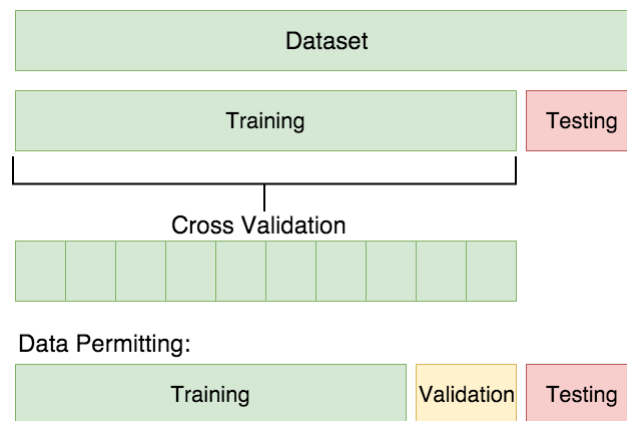 Dataset
Training Testing
Cross Validation
Data Permitting:
Training Validation Testing